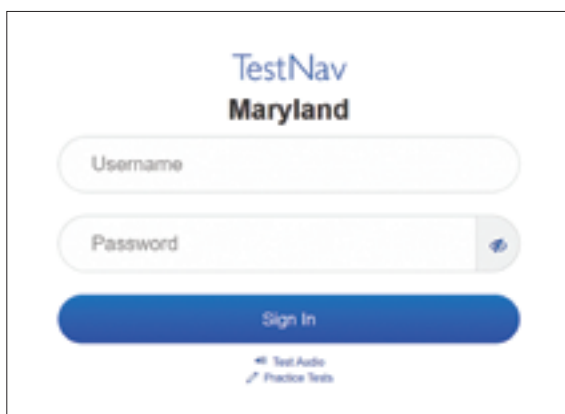 TestNav
Maryland
Username
Password
Sign In
Test Audio
Practice Tests